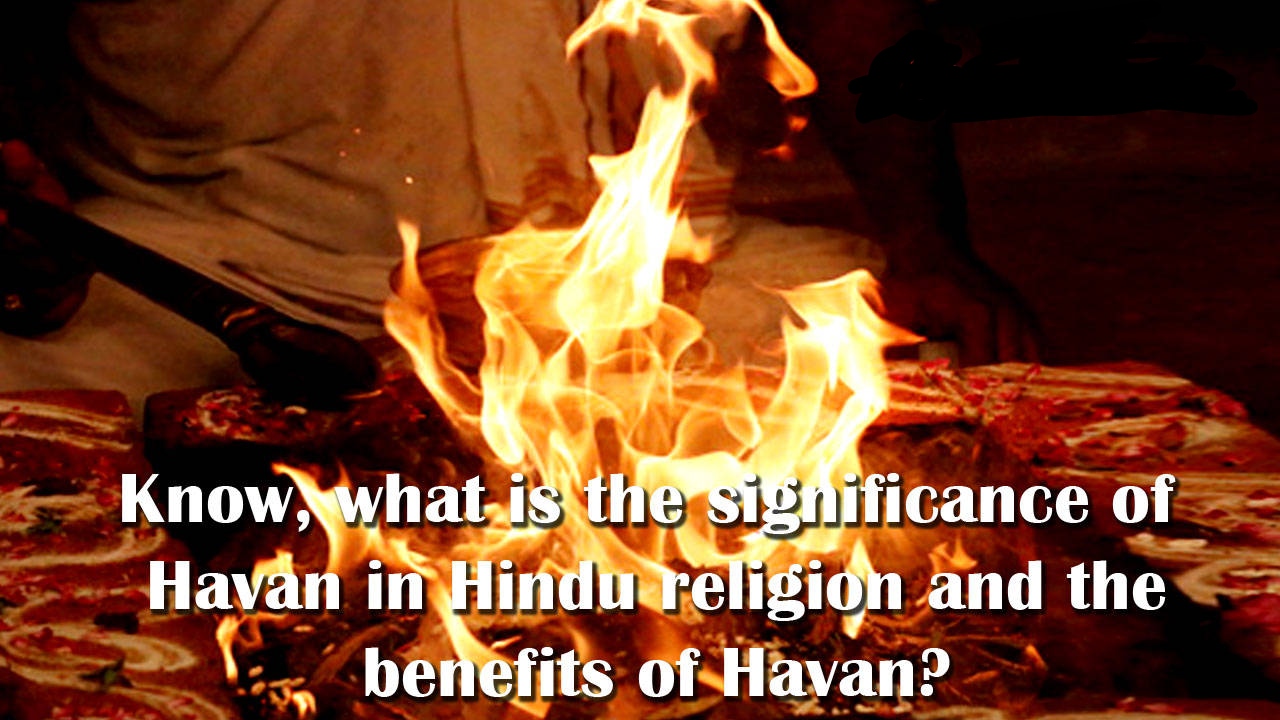 Know, what is the significance of
Havan in Hindu religion and the
benefits of Havan?